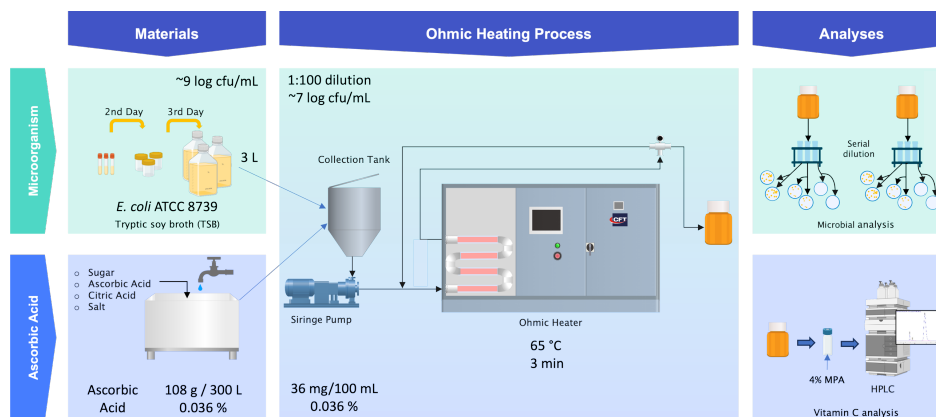 Materials
Ohmic Heating Process
Analyses
Microorganism
~9 log cfu/mL
2nd Day
3rd Day
3 L
E. coli ATCC 8739
Tryptic soy broth (TSB)
1:100 dilution
~7 log cfu/mL
Collection Tank
CFT
Siringe Pump
Ohmic Heater
65 °C
3 min
36 mg/100 mL
0.036 %
Serial
dilution
Microbial analysis
Ascorbic Acid
o Sugar
o Ascorbic Acid
o Citric Acid
o Salt
Ascorbic
Acid
108 g / 300 L
0.036 %
4% MPA
HPLC
Vitamin C analysis